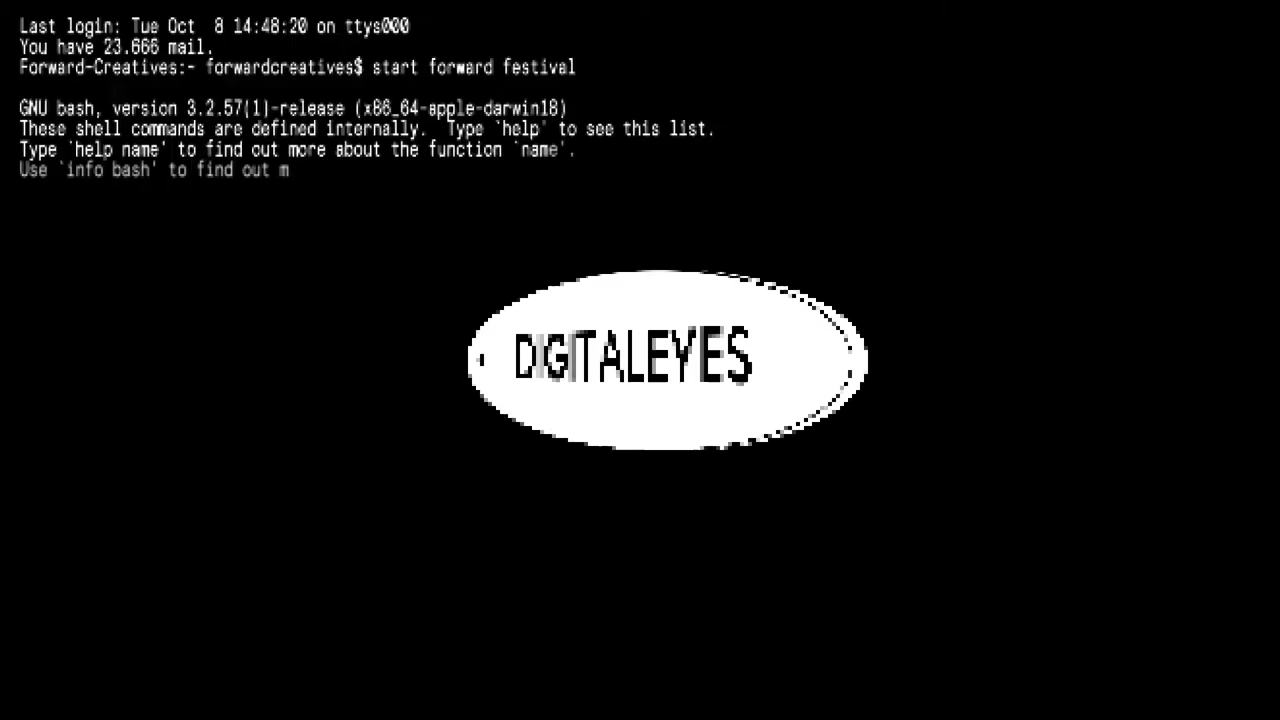 Last login: Tue Oct  8 14:48:20 on ttys000
You have 23.666 mail.
Forward-Creatives:- forwardcreatives$ start forward festival
GNU bash, version 3.2.57(1)-release (x86_64-apple-darwin18)
These shell commands are defined internally.  Type `help' to see this list.
Type `help name' to find out more about the function `name'.
Use `info bash' to find out m
DIGITALEYES